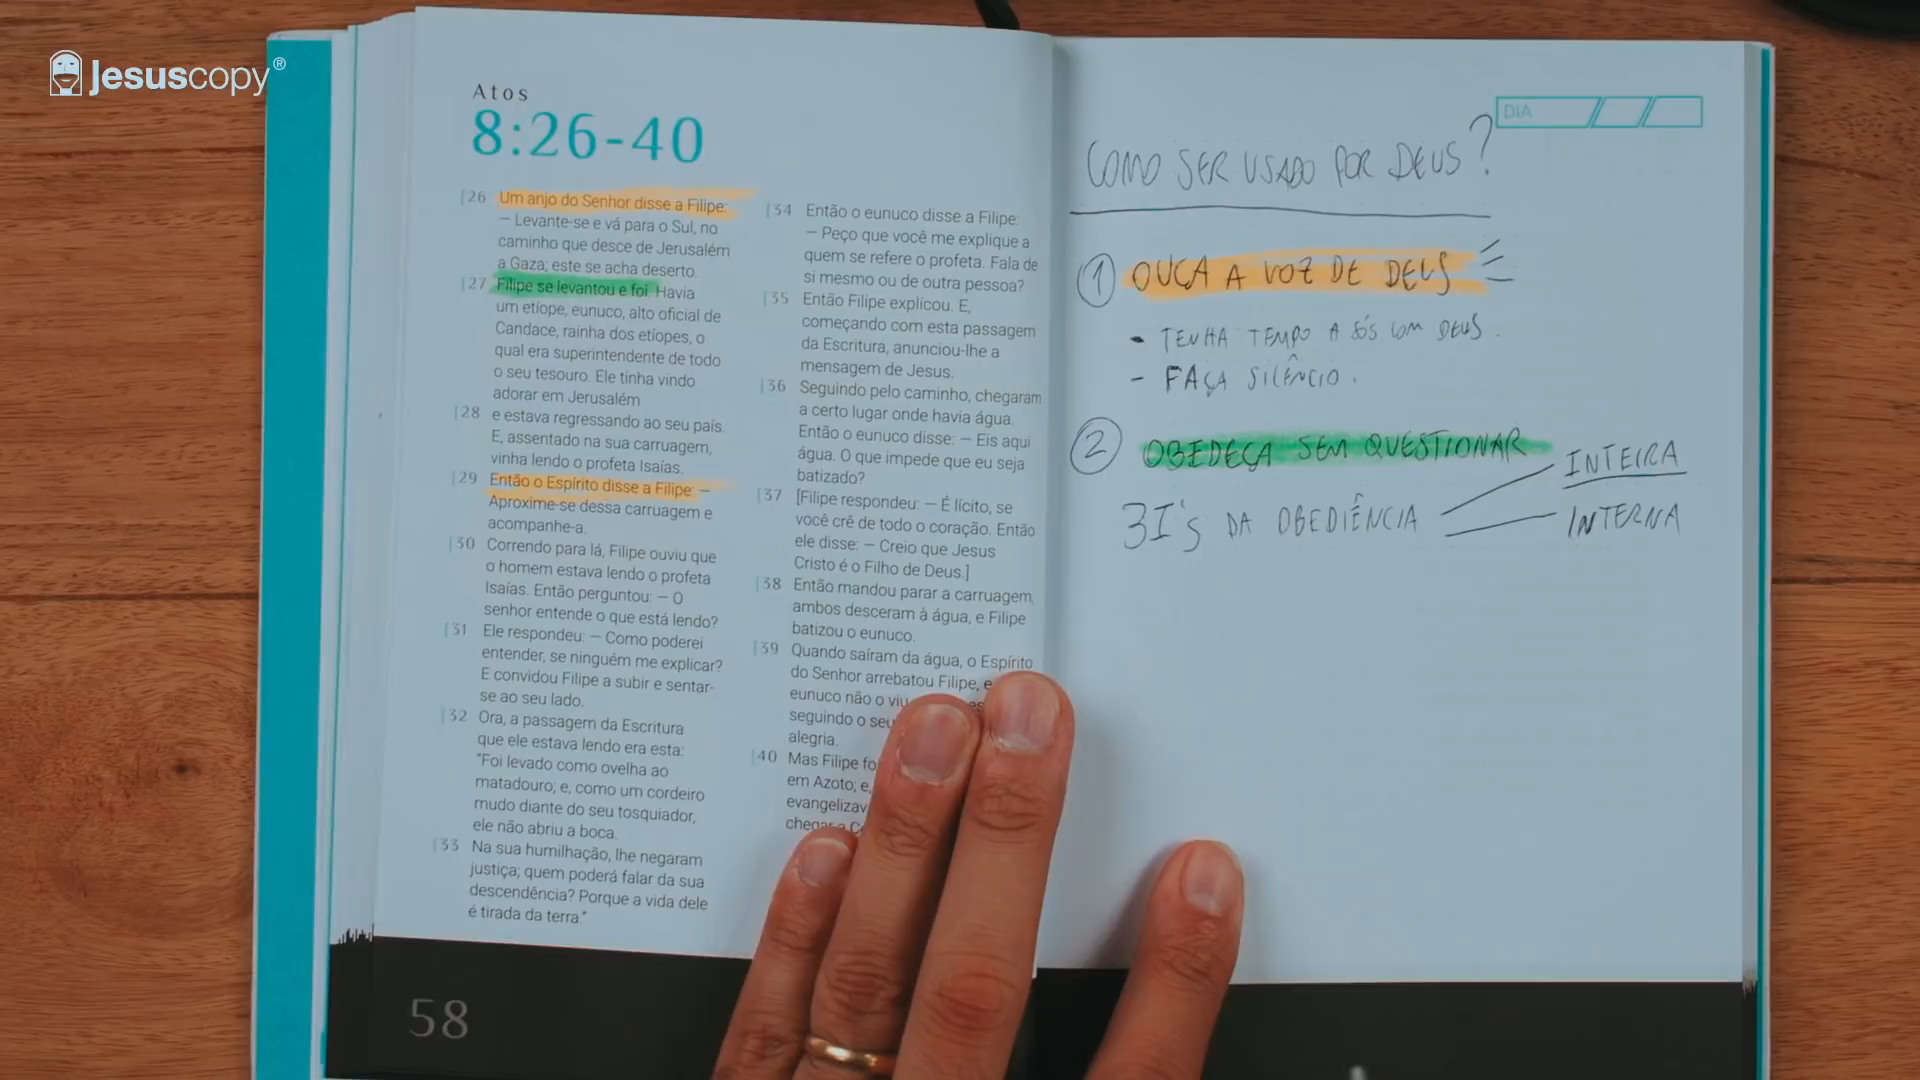 Jesuscopy®
Atos
8:26-40
26 Um anjo do Senhor disse a Filipe:
– Levante-se e vá para o Sul, no
caminho que desce de Jerusalém
a Gaza; este se acha deserto.
27 Filipe se levantou e foi. Havia
um etíope, eunuco, alto oficial de
Candace, rainha dos etíopes, o
qual era superintendente de todo
o seu tesouro. Ele tinha vindo
adorar em Jerusalém
28 e estava regressando ao seu país.
E, assentado na sua carruagem,
vinha lendo o profeta Isaías.
29 Então o Espírito disse a Filipe: –
Aproxime-se dessa carruagem e
acompanhe-a.
30 Correndo para lá, Filipe ouviu que
o homem estava lendo o profeta
Isaías. Então perguntou: – O
senhor entende o que está lendo?
31 Ele respondeu: – Como poderei
entender, se ninguém me explicar?
E convidou Filipe a subir e sentar-
se ao seu lado.
32 Ora, a passagem da Escritura
que ele estava lendo era esta:
"Foi levado como ovelha ao
matadouro; e, como um cordeiro
mudo diante do seu tosquiador,
ele não abriu a boca.
33 Na sua humilhação, lhe negaram
justiça; quem poderá falar da sua
descendência? Porque a vida dele
é tirada da terra."
34 Então o eunuco disse a Filipe:
– Peço que você me explique a
quem se refere o profeta. Fala de
si mesmo ou de outra pessoa?
35 Então Filipe explicou. E,
começando com esta passagem
da Escritura, anunciou-lhe a
mensagem de Jesus.
36 Seguindo pelo caminho, chegaram
a certo lugar onde havia água.
Então o eunuco disse: – Eis aqui
água. O que impede que eu seja
batizado?
37 [Filipe respondeu: – É lícito, se
você crê de todo o coração. Então
ele disse: – Creio que Jesus
Cristo é o Filho de Deus.]
38 Então mandou parar a carruagem,
ambos desceram à água, e Filipe
batizou o eunuco.
39 Quando saíram da água, o Espírito
do Senhor arrebatou Filipe, e
eunuco não o viu
seguindo o seu
alegria.
40 Mas Filipe
em Azoto; e,
chegar a
58
DIA
COMO SER USADO POR DEUS?
1 OUÇA A VOZ DE DEUS
- TENHA TEMPO A SÓS COM DEUS.
- FAÇA SILÊNCIO.
2 OBEDEÇA SEM QUESTIONAR
INTEIRA
3I's DA OBEDIÊNCIA
INTERNA